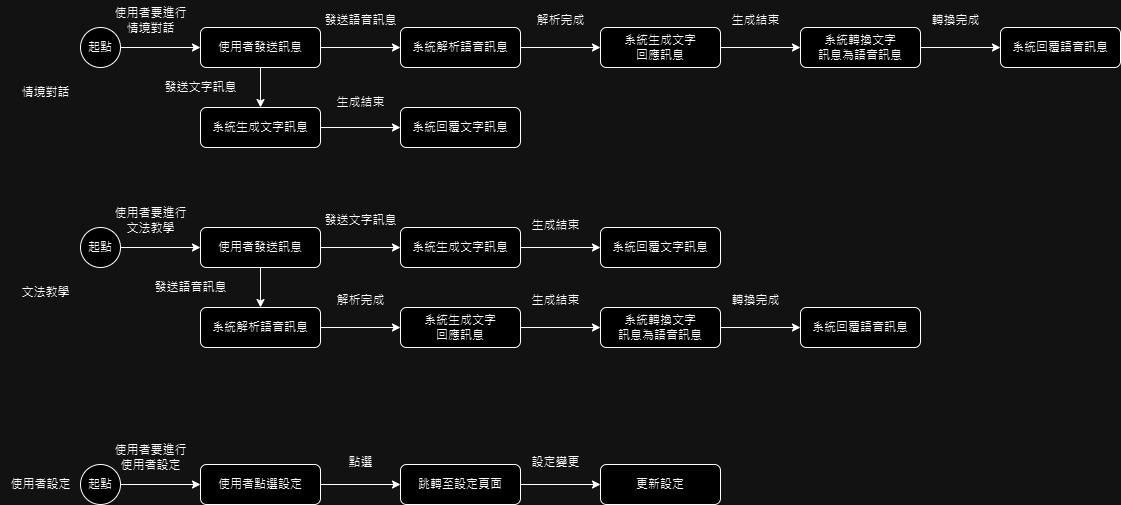 使用者要進行
情境對話
發送語音訊息
解析完成
生成結束
轉換完成
起點
使用者發送訊息
系統解析語音訊息
系統生成文字
回應訊息
系統轉換文字
訊息為語音訊息
系統回覆語音訊息
情境對話
發送文字訊息
生成結束
系統生成文字訊息
系統回覆文字訊息
使用者要進行
文法教學
發送文字訊息
生成結束
起點
使用者發送訊息
系統生成文字訊息
系統回覆文字訊息
文法教學
發送語音訊息
解析完成
生成結束
轉換完成
系統解析語音訊息
系統生成文字
回應訊息
系統轉換文字
訊息為語音訊息
系統回覆語音訊息
使用者要進行
使用者設定
點選
設定變更
使用者設定
起點
使用者點選設定
跳轉至設定頁面
更新設定